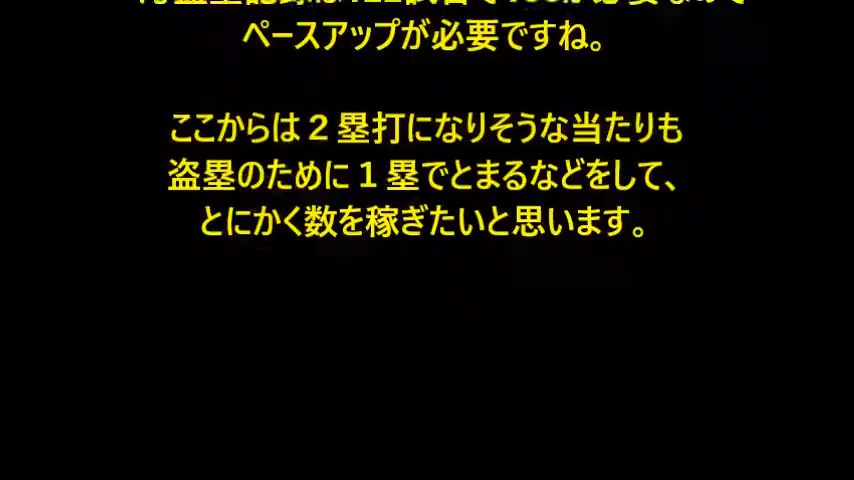 ペースアップが必要ですね。
ここからは2塁打になりそうな当たりも
盗塁のために1塁でとまるなどをして、
とにかく数を稼ぎたいと思います。